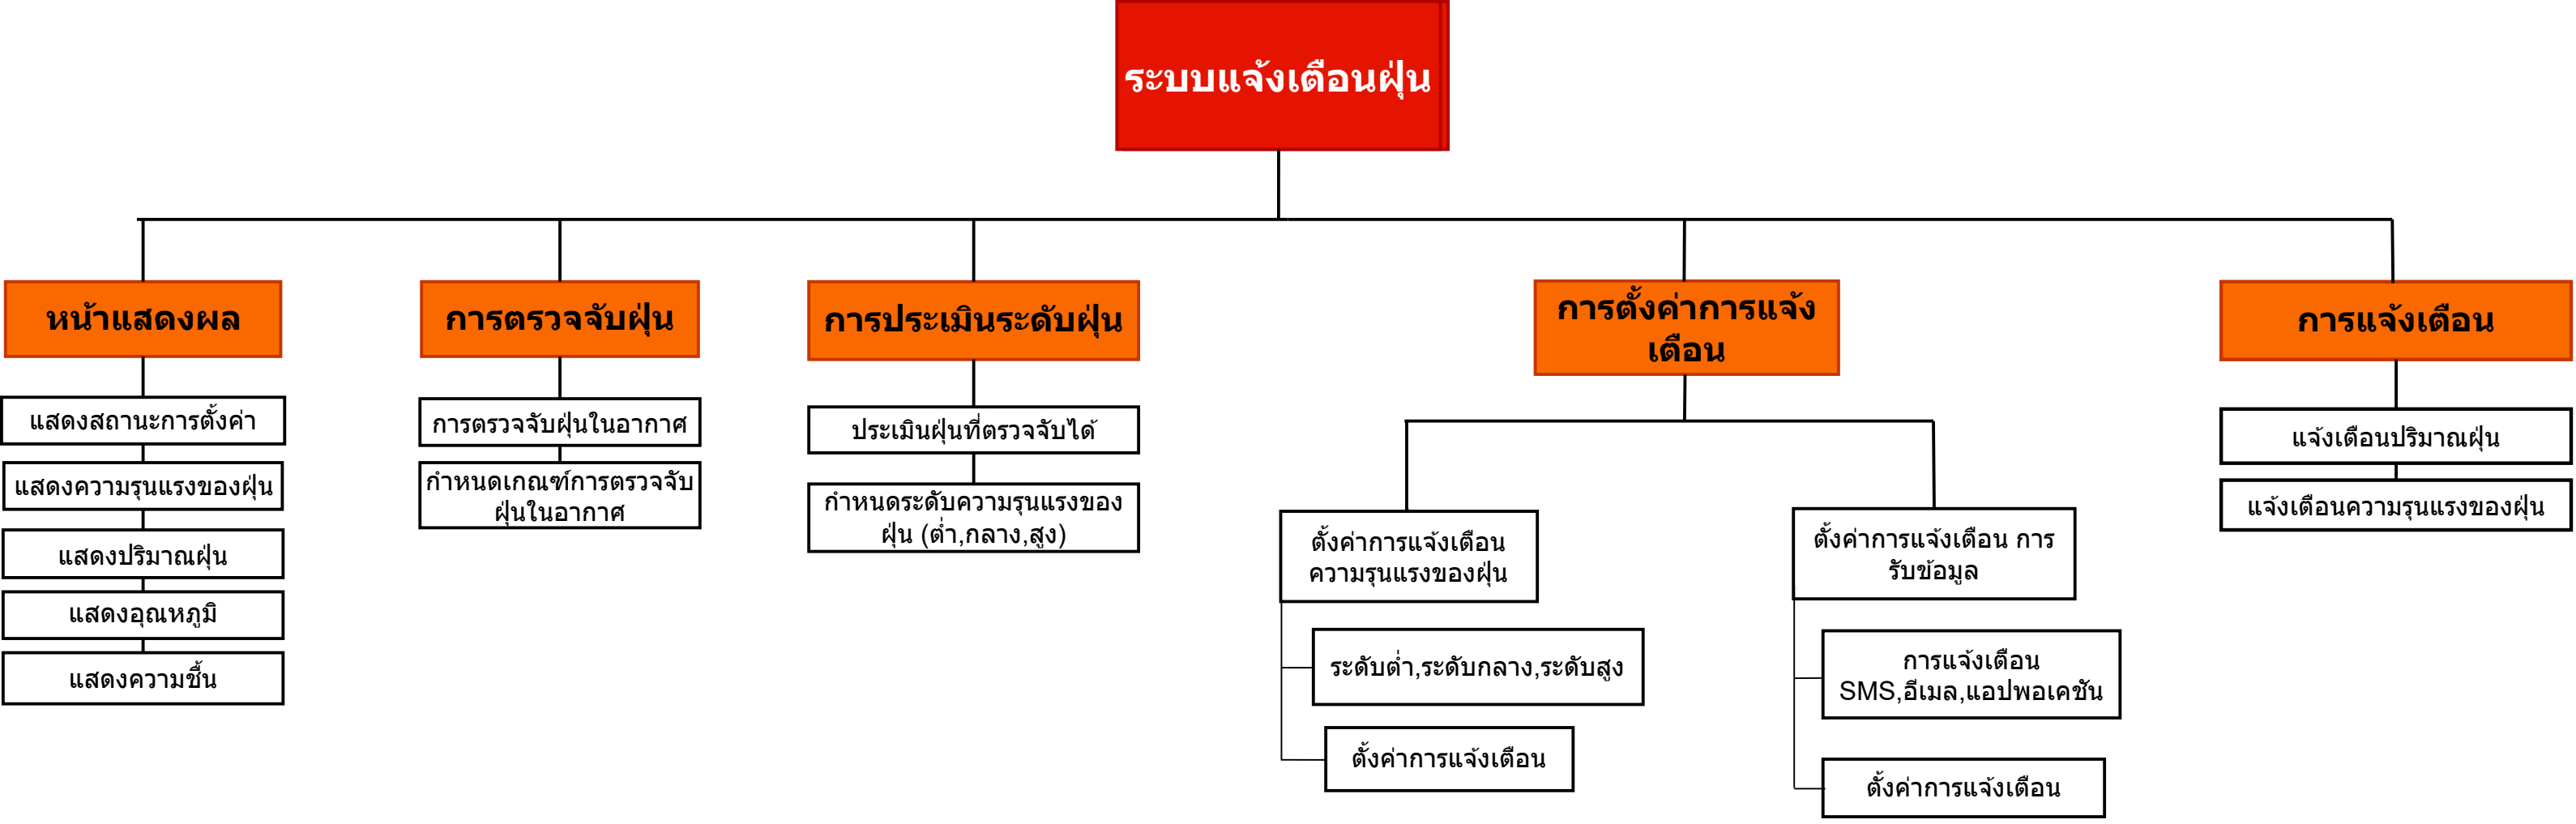 ระบบแจ้งเตือนฝุ่น
หน้าแสดงผล
แสดงสถานะการตั้งค่า
แสดงความรุนแรงของฝุ่น
แสดงปริมาณฝุ่น
แสดงอุณหภูมิ
แสดงความชื้น
การตรวจจับฝุ่น
การตรวจจับฝุ่นในอากาศ
กำหนดเกณฑ์การตรวจจับ
ฝุ่นในอากาศ
การประเมินระดับฝุ่น
ประเมินฝุ่นที่ตรวจจับได้
กำหนดระดับความรุนแรงของ
ฝุ่น (ต่ำ,กลาง,สูง)
การตั้งค่าการแจ้ง
เตือน
ตั้งค่าการแจ้งเตือน
ความรุนแรงของฝุ่น
ระดับต่ำ,ระดับกลาง,ระดับสูง
ตั้งค่าการแจ้งเตือน
ตั้งค่าการแจ้งเตือน การ
รับข้อมูล
การแจ้งเตือน
SMS,อีเมล,แอปพอเคชัน
ตั้งค่าการแจ้งเตือน
การแจ้งเตือน
แจ้งเตือนปริมาณฝุ่น
แจ้งเตือนความรุนแรงของฝุ่น